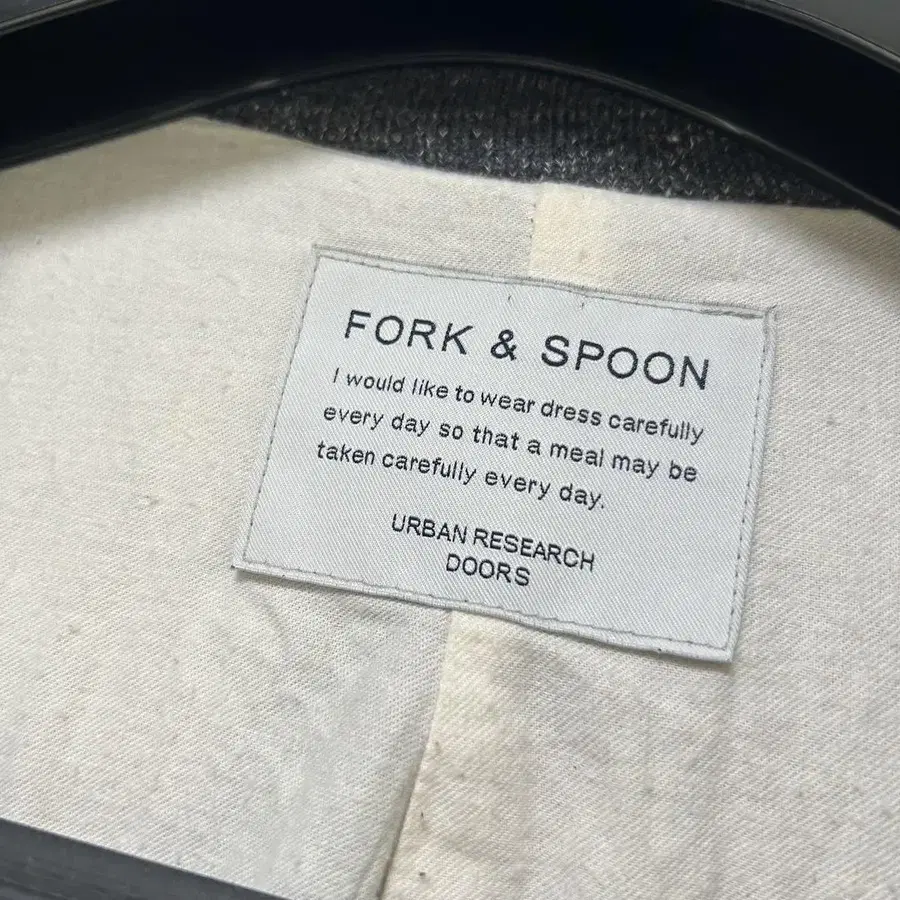 FORK & SPOON
I would like to wear dress carefully
every day so that a meal may be
taken carefully every day.
URBAN RESEARCH
DOORS